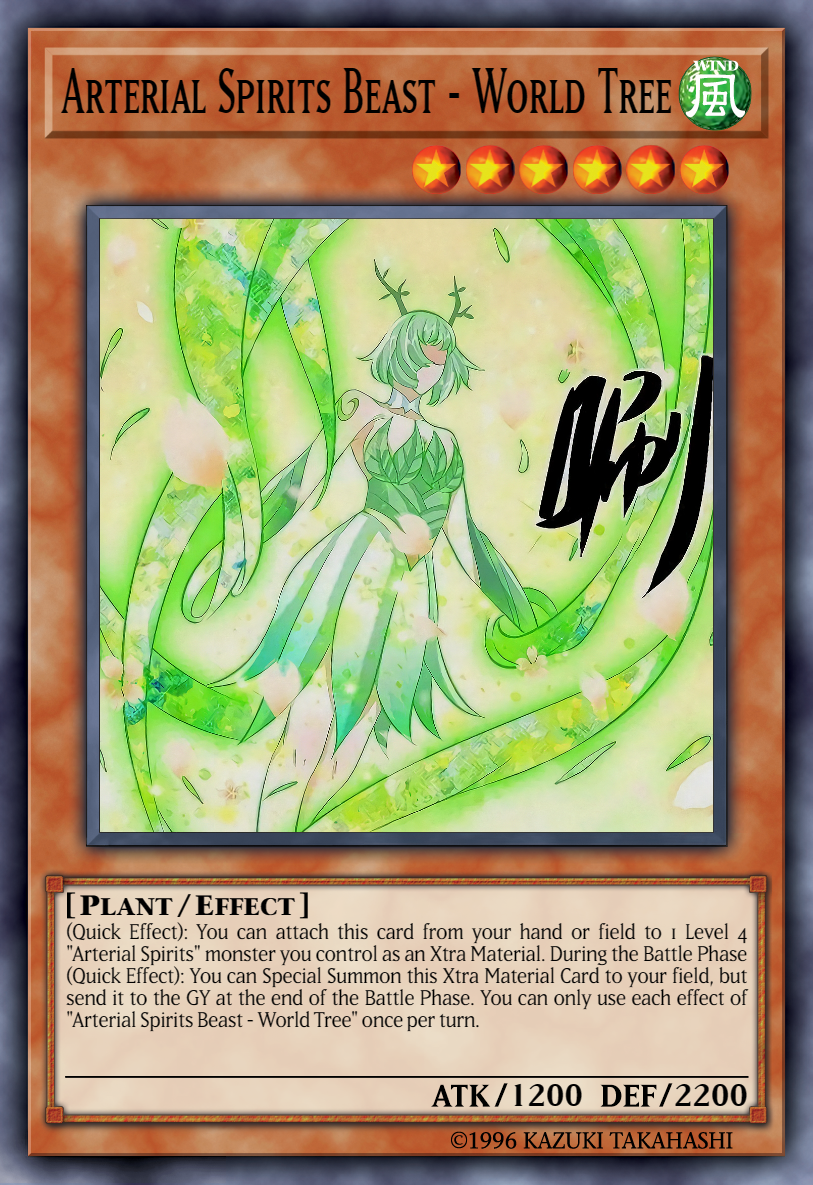 Arterial Spirits Beast - World Tree
WIND
風
刷
[ Plant / Effect ]
(Quick Effect): You can attach this card from your hand or field to 1 Level 4
"Arterial Spirits" monster you control as an Xtra Material. During the Battle Phase
(Quick Effect): You can Special Summon this Xtra Material Card to your field, but
send it to the GY at the end of the Battle Phase. You can only use each effect of
"Arterial Spirits Beast - World Tree" once per turn.
ATK/1200 DEF/2200
©1996 KAZUKI TAKAHASHI